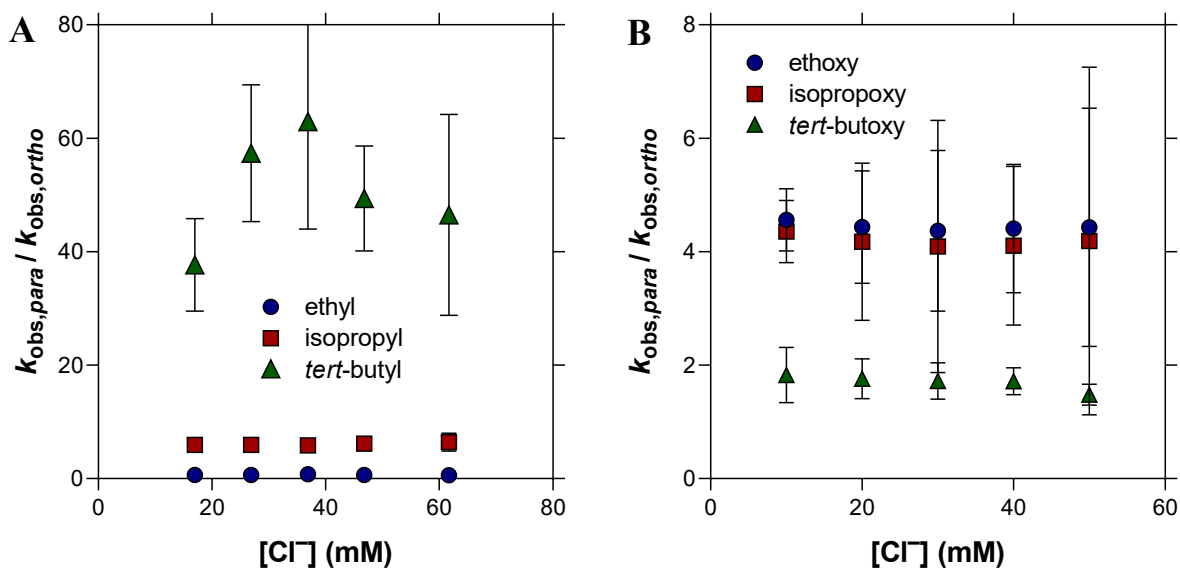 A
80
60
40
20
0
kobs,para / kobs,ortho
ethyl
isopropyl
tert-butyl
0 20 40 60 80
[Cl⁻] (mM)
B
8
6
4
2
0
kobs,para / kobs,ortho
ethoxy
isopropoxy
tert-butoxy
0 20 40 60
[Cl⁻] (mM)